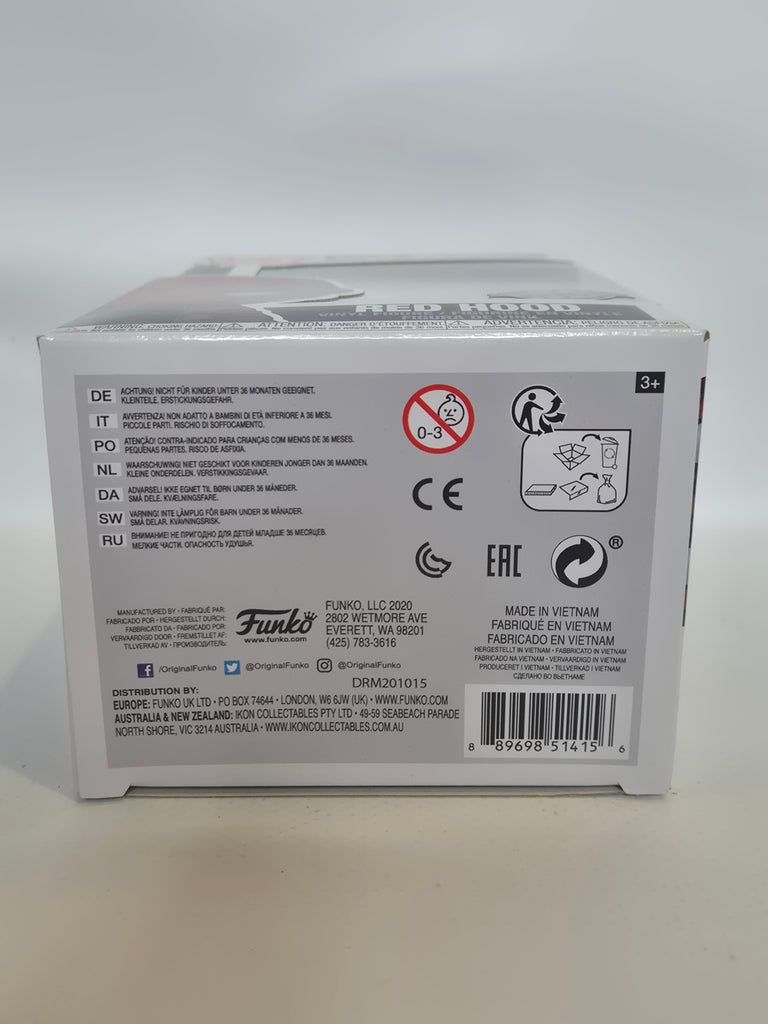 RED HOOD
VINYL FIGURE / FIGURINE EN VINYLE
WARNING: CHOKING HAZARD
ATTENTION: DANGER D'ÉTOUFFEMENT
ADVERTENCIA: PELIGRO DE ASFIXIA
3+
DE ACHTUNG! NICHT FÜR KINDER UNTER 36 MONATEN GEEIGNET.
KLEINTEILE. ERSTICKUNGSGEFAHR.
IT AVVERTENZA! NON ADATTO A BAMBINI DI ETÀ INFERIORE A 36 MESI.
PICCOLE PARTI. RISCHIO DI SOFFOCAMENTO.
PO ATENÇÃO! CONTRA-INDICADO PARA CRIANÇAS COM MENOS DE 36 MESES.
PEQUENAS PARTES. RISCO DE ASFIXIA.
NL WAARSCHUWING! NIET GESCHIKT VOOR KINDEREN JONGER DAN 36 MAANDEN.
KLEINE ONDERDELEN. VERSTIKKINGSGEVAAR.
DA ADVARSEL! IKKE EGNET TIL BØRN UNDER 36 MÅNEDER.
SMÅ DELE. KVÆLNINGSFARE.
SW VARNING! INTE LÄMPLIG FÖR BARN UNDER 36 MÅNADER.
SMÅ DELAR. KVÄVNINGSRISK.
RU ВНИМАНИЕ! НЕ ПРИГОДНО ДЛЯ ДЕТЕЙ МЛАДШЕ 36 МЕСЯЦЕВ.
МЕЛКИЕ ЧАСТИ. ОПАСНОСТЬ УДУШЬЯ.
0-3
CE
EAC
®
MANUFACTURED BY • FABRIQUÉ PAR:
FABRICADO POR • HERGESTELLT DURCH:
FABBRICATO DA • FABRICADO POR:
VERVAARDIGD DOOR • FREMSTILLET AF:
TILLVERKAD AV • ПРОИЗВОДИТЕЛЬ:
Funko
www.funko.com
FUNKO, LLC 2020
2802 WETMORE AVE
EVERETT, WA 98201
(425) 783-3616
/OriginalFunko @OriginalFunko @OriginalFunko
DRM201015
DISTRIBUTION BY:
EUROPE: FUNKO UK LTD • PO BOX 74644 • LONDON, W6 6JW (UK) • WWW.FUNKO.COM
AUSTRALIA & NEW ZEALAND: IKON COLLECTABLES PTY LTD • 49-59 SEABEACH PARADE
NORTH SHORE, VIC 3214 AUSTRALIA • WWW.IKONCOLLECTABLES.COM.AU
MADE IN VIETNAM
FABRIQUÉ EN VIETNAM
FABRICADO EN VIETNAM
HERGESTELLT IN VIETNAM • FABBRICATO IN VIETNAM
FABRICADO NA VIETNAM • VERVAARDIGD IN VIETNAM
PRODUCERET I VIETNAM • TILLVERKAD I VIETNAM
СДЕЛАНО ВО ВЬЕТНАМЕ
8 89698 51415 6